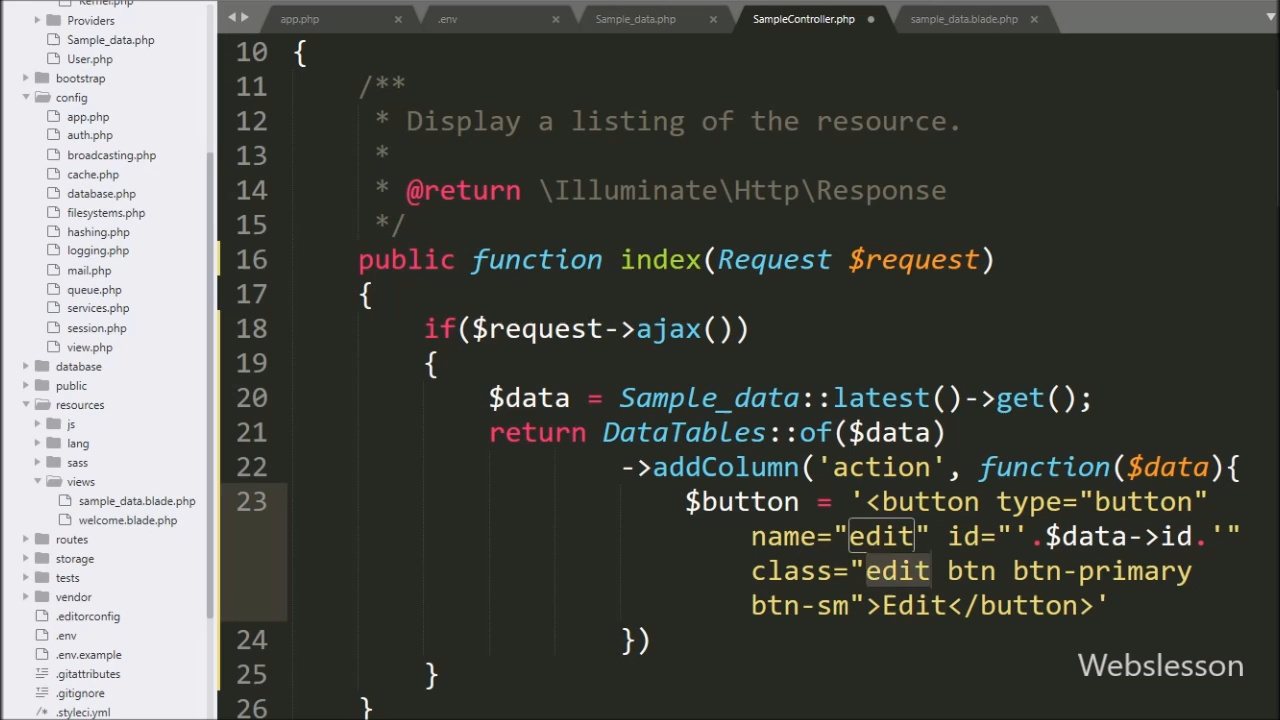 Kernel.php
Providers
Sample_data.php
User.php
bootstrap
config
app.php
auth.php
broadcasting.php
cache.php
database.php
filesystems.php
hashing.php
logging.php
mail.php
queue.php
services.php
session.php
view.php
database
public
resources
js
lang
sass
views
sample_data.blade.php
welcome.blade.php
routes
storage
tests
vendor
.editorconfig
.env
.env.example
.gitattributes
.gitignore
.styleci.yml
app.php × .env × Sample_data.php × SampleController.php sample_data.blade.php ×
10 {
11 /**
12 * Display a listing of the resource.
13 *
14 * @return \Illuminate\Http\Response
15 */
16 public function index(Request $request)
17 {
18 if($request->ajax())
19 {
20 $data = Sample_data::latest()->get();
21 return DataTables::of($data)
22 ->addColumn('action', function($data){
23 $button = '<button type="button"
name="edit" id="'.$data->id.'"
class="edit btn btn-primary
btn-sm">Edit</button>'
24 })
25 }
26 }
Webslesson